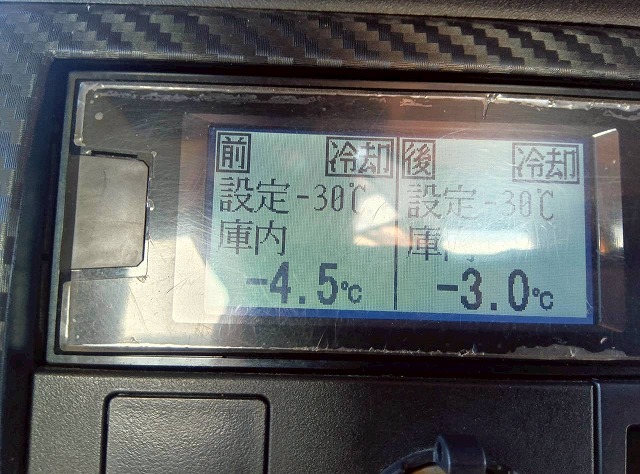 前 冷却
設定-30℃
庫内
-4.5℃
後 冷却
設定-30℃
庫内
-3.0℃